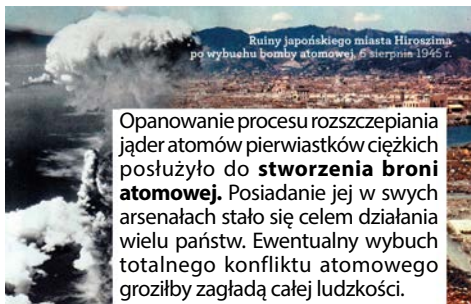 Ruiny japońskiego miasta Hiroszima
po wybuchu bomby atomowej, 6 sierpnia 1945 r.
Opanowanie procesu rozszczepiania
jąder atomów pierwiastków ciężkich
posłużyło do stworzenia broni
atomowej. Posiadanie jej w swych
arsenałach stało się celem działania
wielu państw. Ewentualny wybuch
totalnego konfliktu atomowego
groziłby zagładą całej ludzkości.